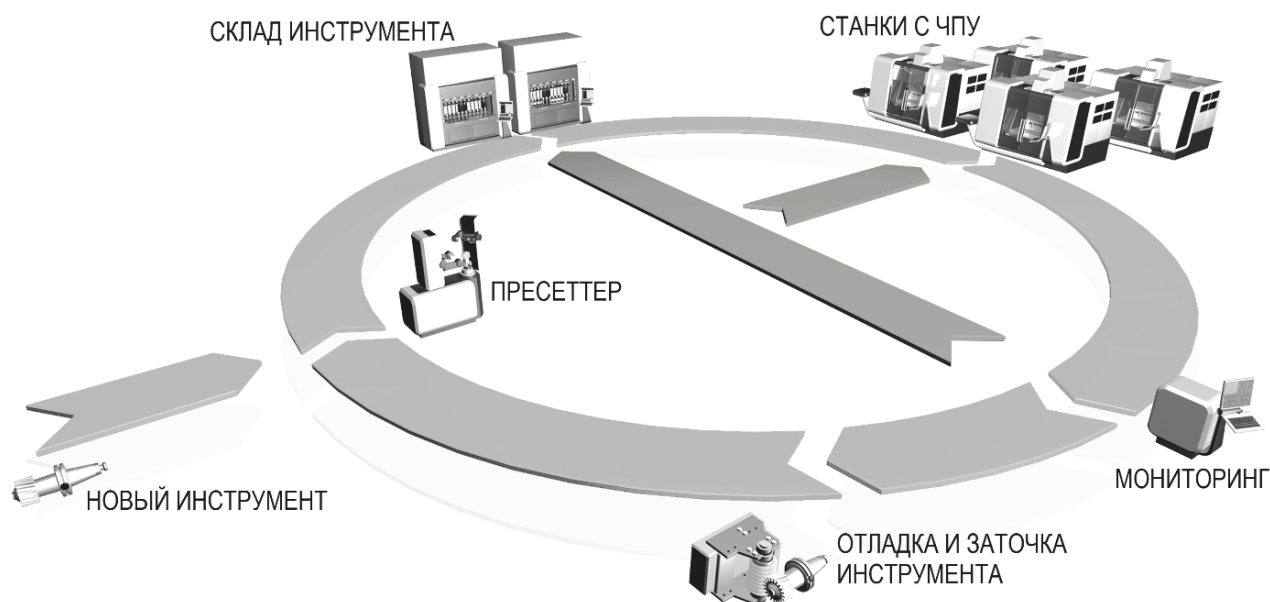 СКЛАД ИНСТРУМЕНТА
СТАНКИ С ЧПУ
ПРЕСЕТТЕР
НОВЫЙ ИНСТРУМЕНТ
МОНИТОРИНГ
ОТЛАДКА И ЗАТОЧКА
ИНСТРУМЕНТА